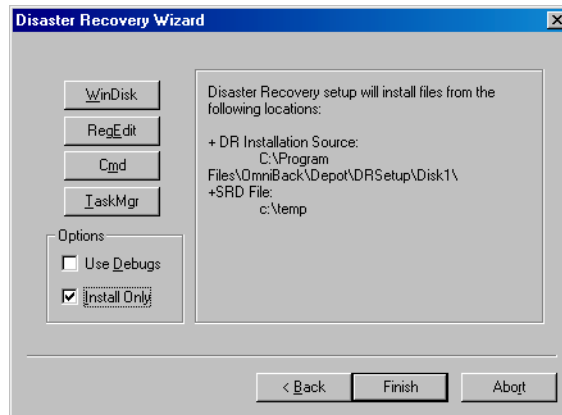 Disaster Recovery Wizard
WinDisk
RegEdit
Cmd
TaskMgr
Options
Use Debugs
Install Only
Disaster Recovery setup will install files from the
following locations:
+ DR Installation Source:
C:\Program
Files\OmniBack\Depot\DRSetup\Disk1\
+SRD File:
c:\temp
< Back
Finish
Abort